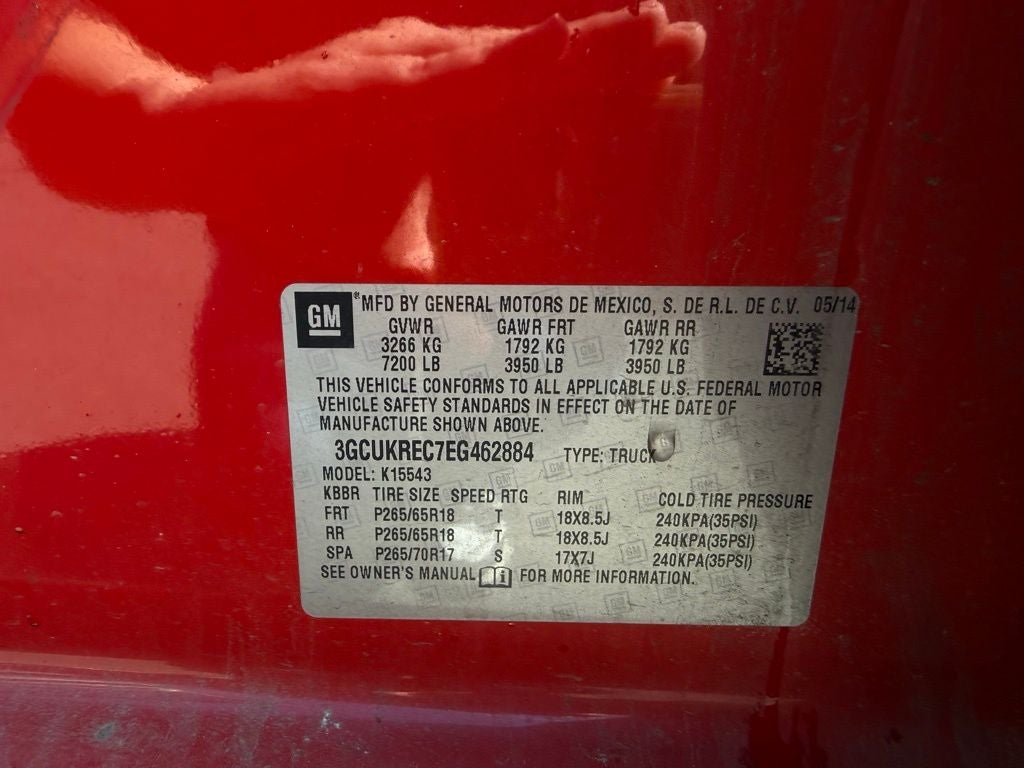 GM ® MFD BY GENERAL MOTORS DE MEXICO, S. DE R.L. DE C.V. 05/14
GVWR GAWR FRT GAWR RR
3266 KG 1792 KG 1792 KG
7200 LB 3950 LB 3950 LB
THIS VEHICLE CONFORMS TO ALL APPLICABLE U.S. FEDERAL MOTOR
VEHICLE SAFETY STANDARDS IN EFFECT ON THE DATE OF
MANUFACTURE SHOWN ABOVE.
3GCUKREC7EG462884 TYPE: TRUCK
MODEL: K15543
KBBR TIRE SIZE SPEED RTG RIM COLD TIRE PRESSURE
FRT P265/65R18 T 18X8.5J 240KPA(35PSI)
RR P265/65R18 T 18X8.5J 240KPA(35PSI)
SPA P265/70R17 S 17X7J 240KPA(35PSI)
SEE OWNER'S MANUAL i FOR MORE INFORMATION.